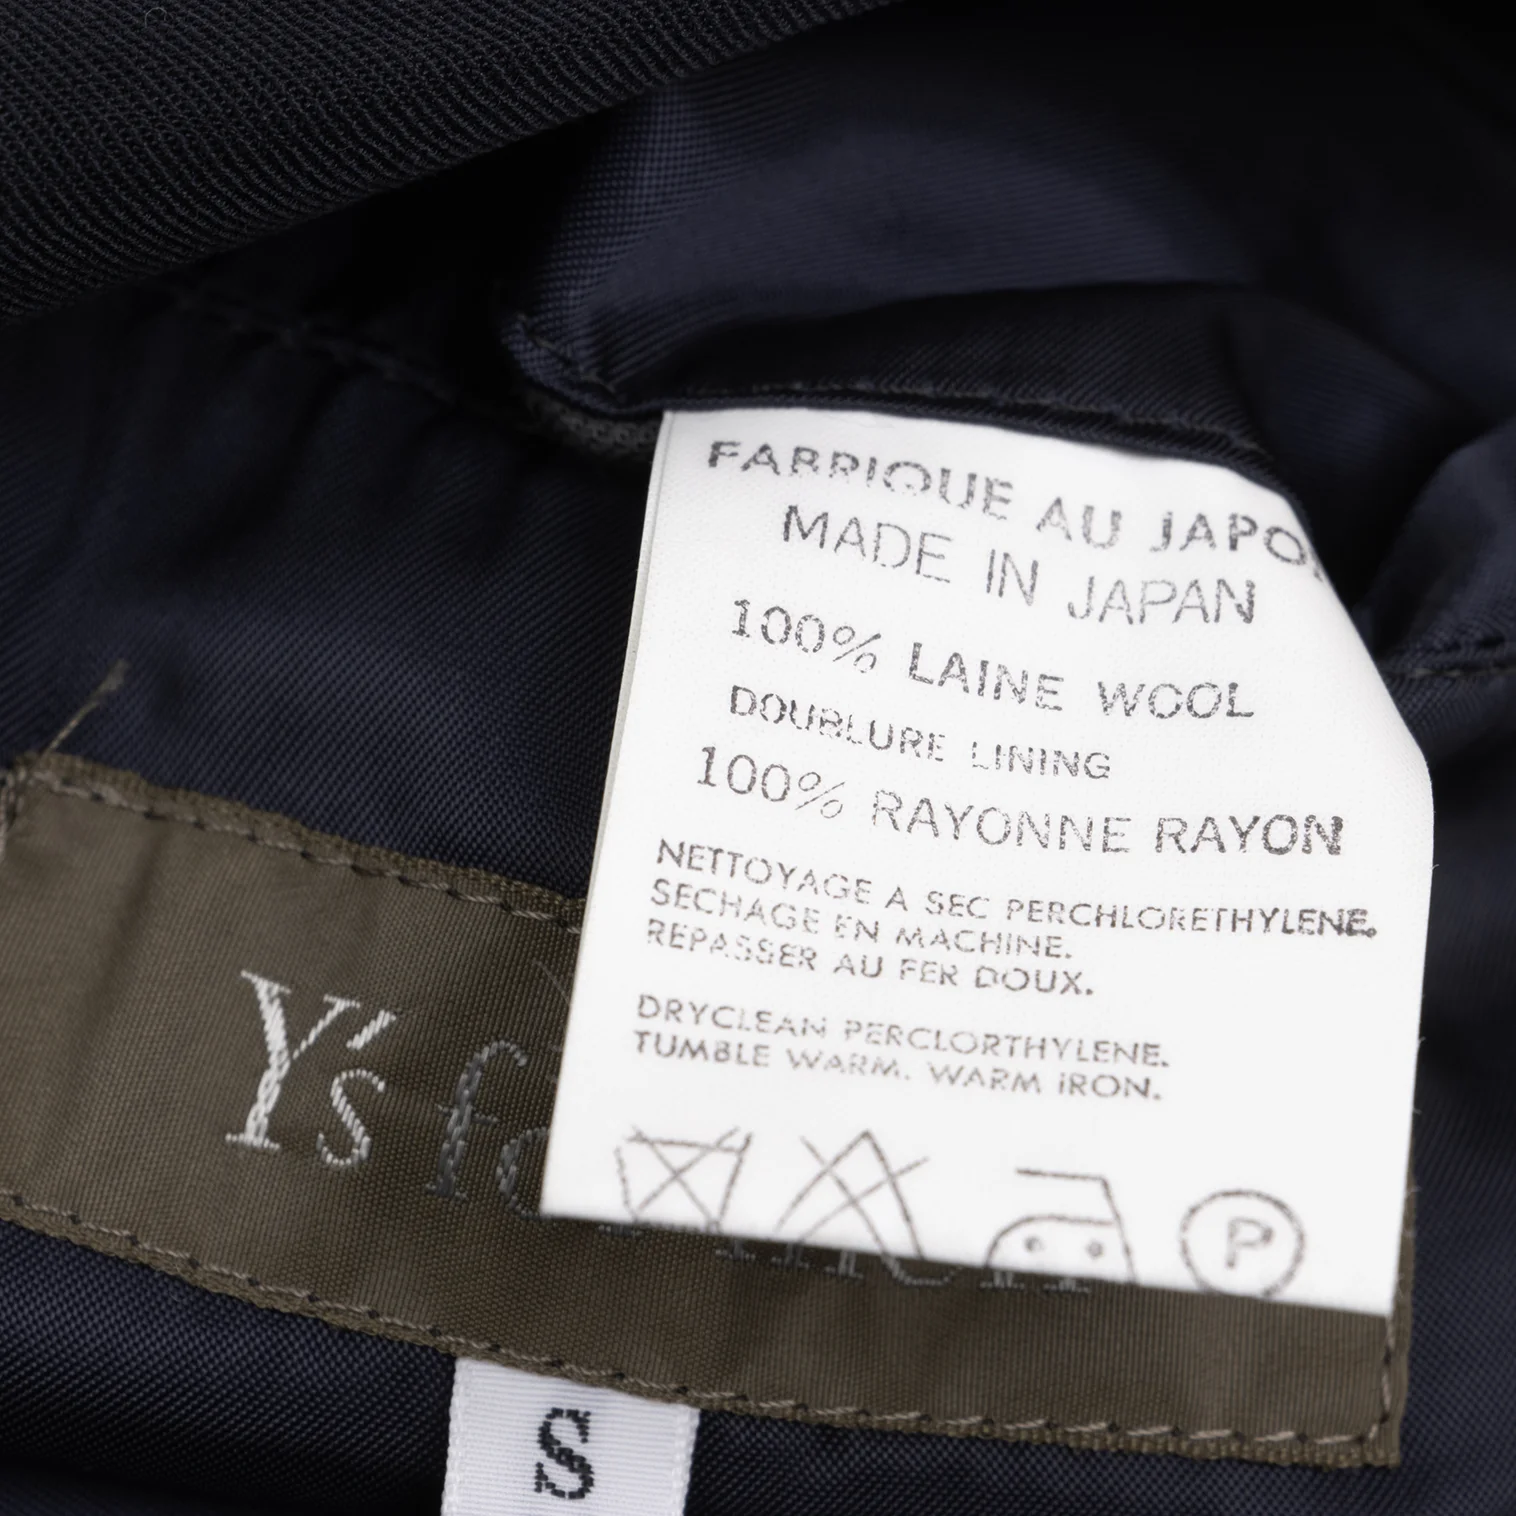 FABRIQUE AU JAPO
MADE IN JAPAN
100% LAINE WOOL
DOUBLURE LINING
100% RAYONNE RAYON
NETTOYAGE A SEC PERCHLORETHYLENE.
SECHAGE EN MACHINE.
REPASSER AU FER DOUX.
DRYCLEAN PERCLORTHYLENE.
TUMBLE WARM. WARM IRON.
P
Y's fo
S